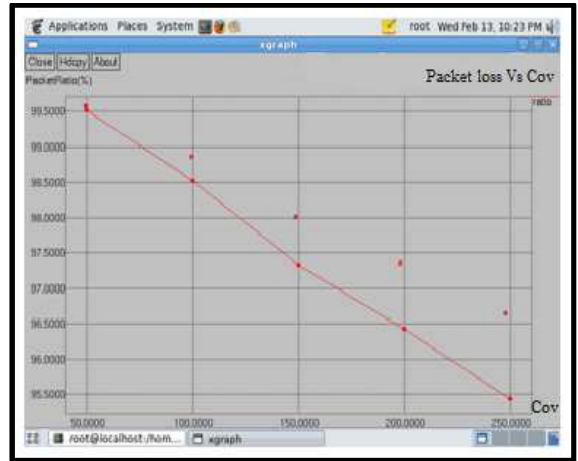 Applications Places System root Wed Feb 13, 10:23 PM
xgraph
Close Hdcpy About
PacketRatio(%)
Packet loss Vs Cov
ratio
99.5000
99.0000
98.5000
98.0000
97.5000
97.0000
96.5000
96.0000
95.5000
Cov
50.0000 100.0000 150.0000 200.0000 250.0000
root@localhost:/hom... xgraph